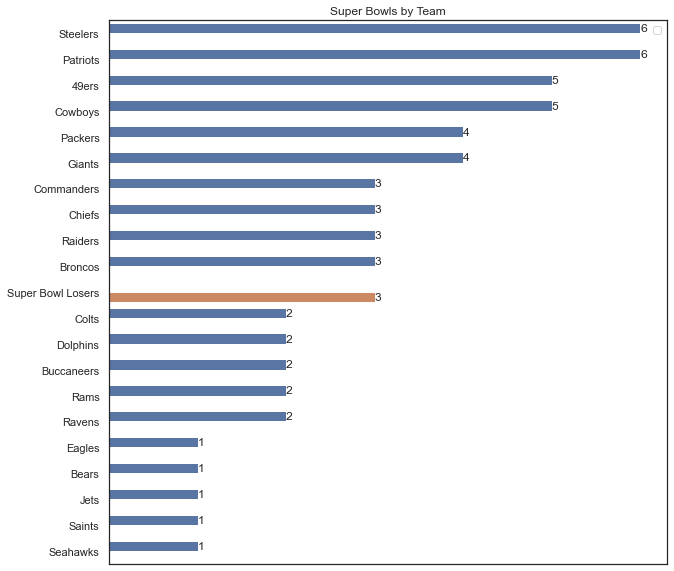 Super Bowls by Team
Steelers 6
Patriots 6
49ers 5
Cowboys 5
Packers 4
Giants 4
Commanders 3
Chiefs 3
Raiders 3
Broncos 3
Super Bowl Losers 3
Colts 2
Dolphins 2
Buccaneers 2
Rams 2
Ravens 2
Eagles 1
Bears 1
Jets 1
Saints 1
Seahawks 1